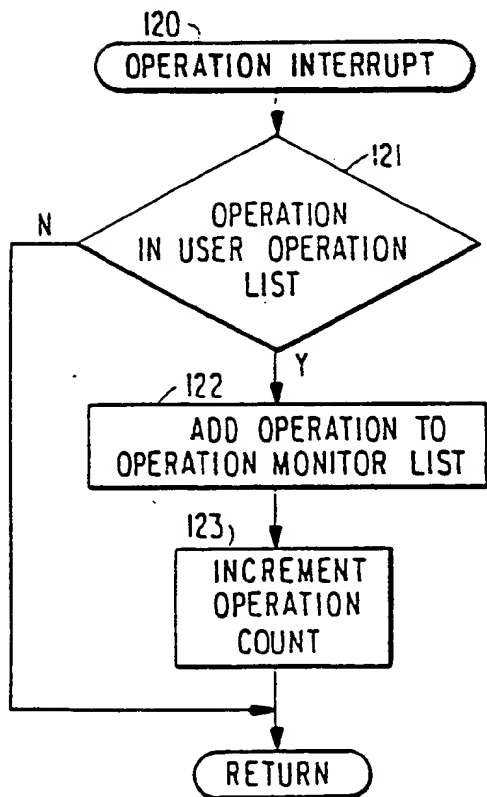 120
OPERATION INTERRUPT
121
OPERATION
IN USER OPERATION
LIST
N
Y
122
ADD OPERATION TO
OPERATION MONITOR LIST
123
INCREMENT
OPERATION
COUNT
RETURN